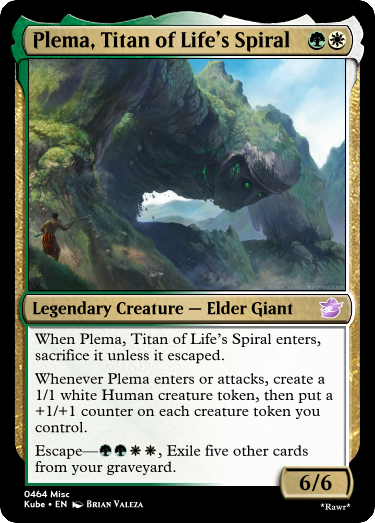 Plema, Titan of Life's Spiral
Legendary Creature — Elder Giant
When Plema, Titan of Life's Spiral enters,
sacrifice it unless it escaped.
Whenever Plema enters or attacks, create a
1/1 white Human creature token, then put a
+1/+1 counter on each creature token you
control.
Escape—, Exile five other cards
from your graveyard.
6/6
0464 Misc
Kube • EN Brian Valeza
*Rawr*